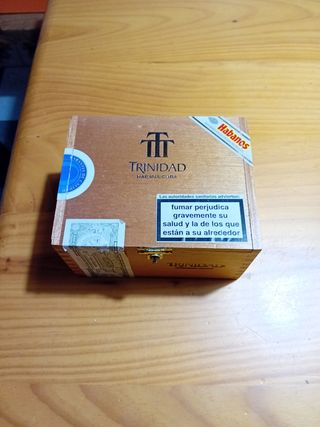 Habanos
TTT
TRINIDAD
HABANA, CUBA
Las autoridades sanitarias advierten:
fumar perjudica
gravemente su
salud y la de los que
están a su alrededor
TRINIDAD